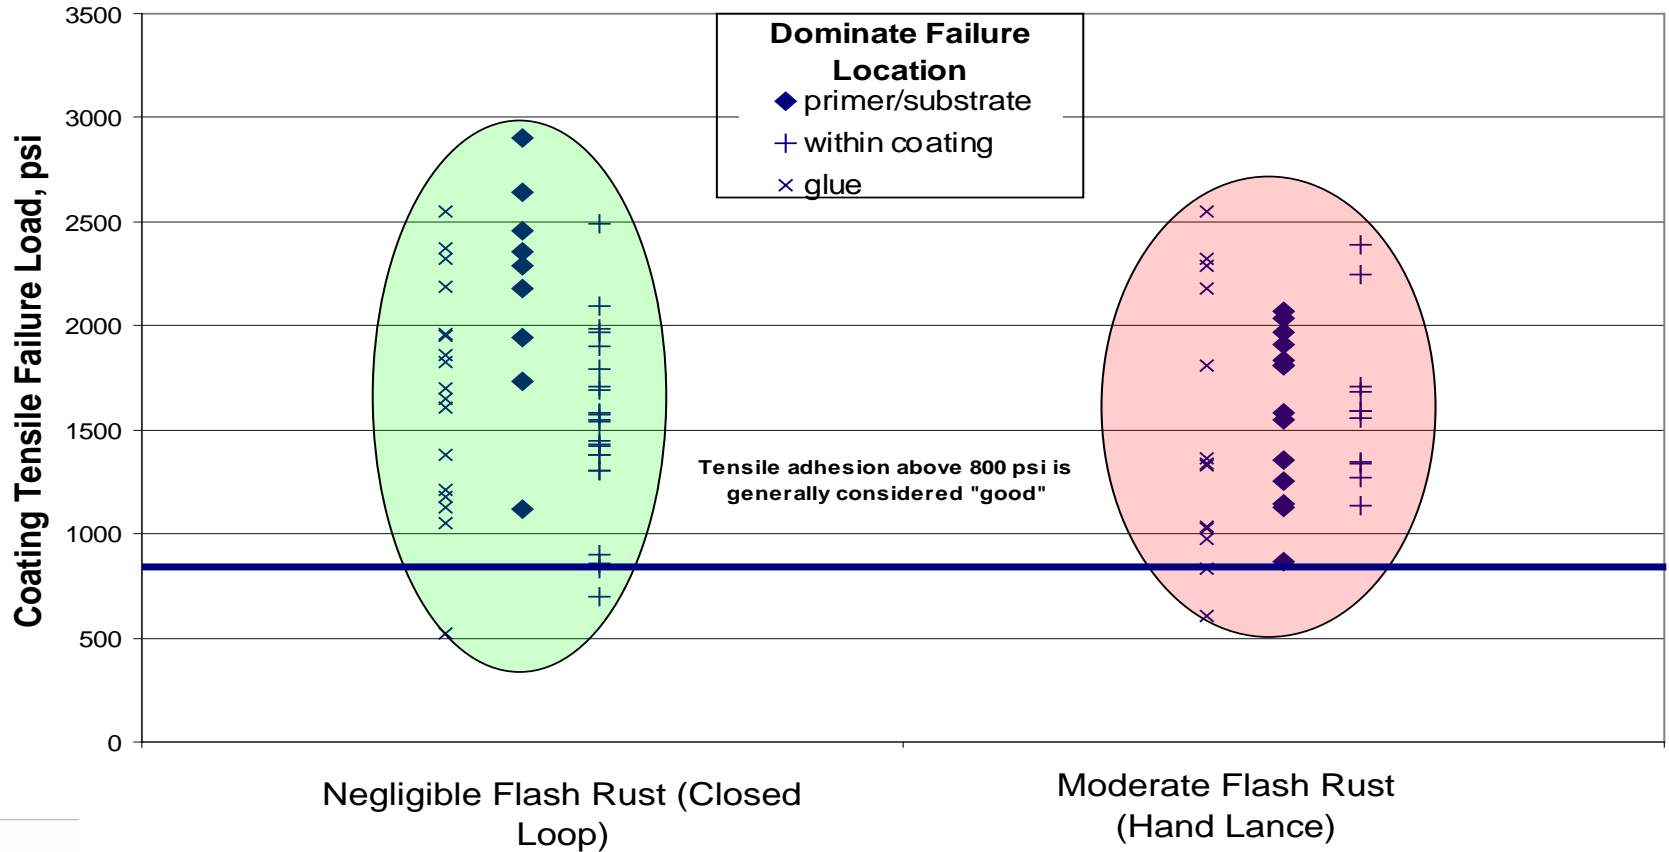 Coating Tensile Failure Load, psi
3500
3000
2500
2000
1500
1000
500
0
Dominate Failure
Location
primer/substrate
within coating
glue
Tensile adhesion above 800 psi is
generally considered "good"
Negligible Flash Rust (Closed
Loop)
Moderate Flash Rust
(Hand Lance)